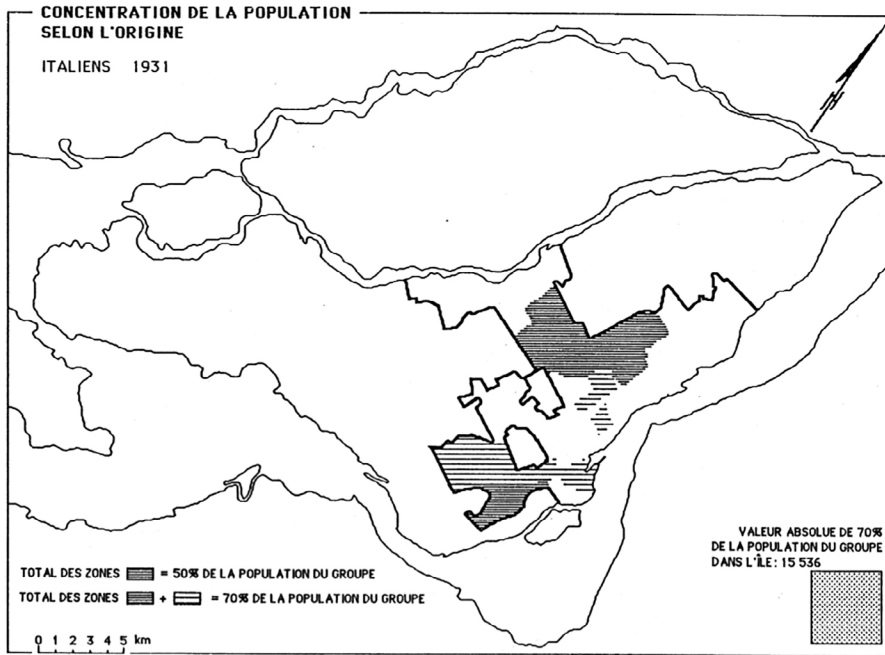 CONCENTRATION DE LA POPULATION
SELON L'ORIGINE
ITALIENS 1931
N
VALEUR ABSOLUE DE 70%
DE LA POPULATION DU GROUPE
DANS L'ÎLE: 15 536
TOTAL DES ZONES = 50% DE LA POPULATION DU GROUPE
TOTAL DES ZONES + = 70% DE LA POPULATION DU GROUPE
0 1 2 3 4 5 km